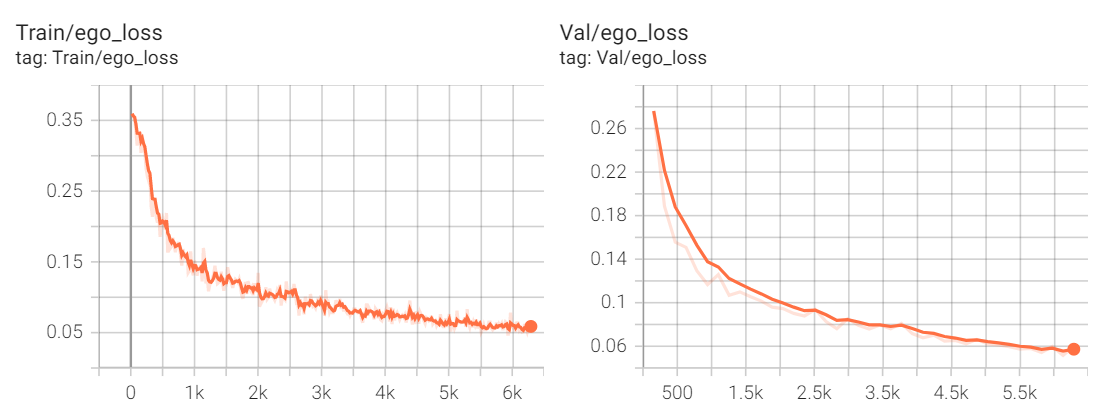 Train/ego_loss
tag: Train/ego_loss
0.35
0.25
0.15
0.05
0 1k 2k 3k 4k 5k 6k
Val/ego_loss
tag: Val/ego_loss
0.26
0.22
0.18
0.14
0.1
0.06
500 1.5k 2.5k 3.5k 4.5k 5.5k